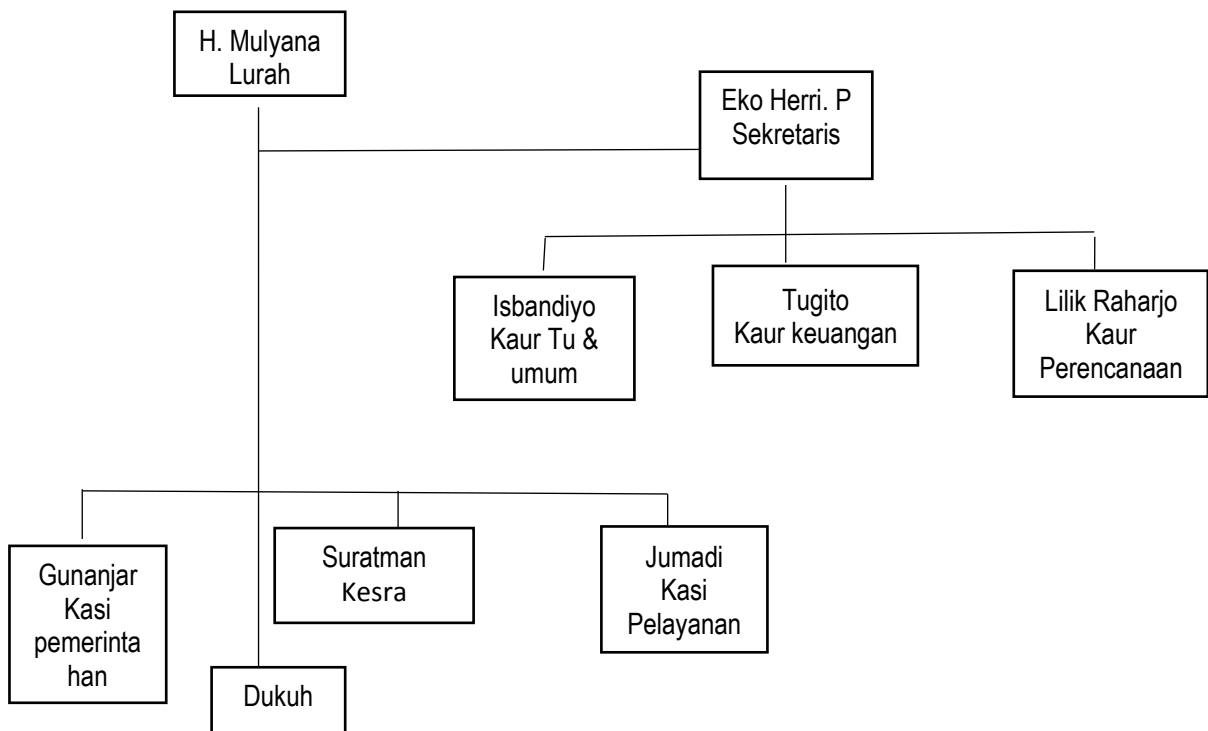 H. Mulyana
Lurah
Eko Herri. P
Sekretaris
Isbandiyo
Kaur Tu &
umum
Tugito
Kaur keuangan
Lilik Raharjo
Kaur
Perencanaan
Gunanjar
Kasi
pemerinta
han
Suratman
Kesra
Jumadi
Kasi
Pelayanan
Dukuh